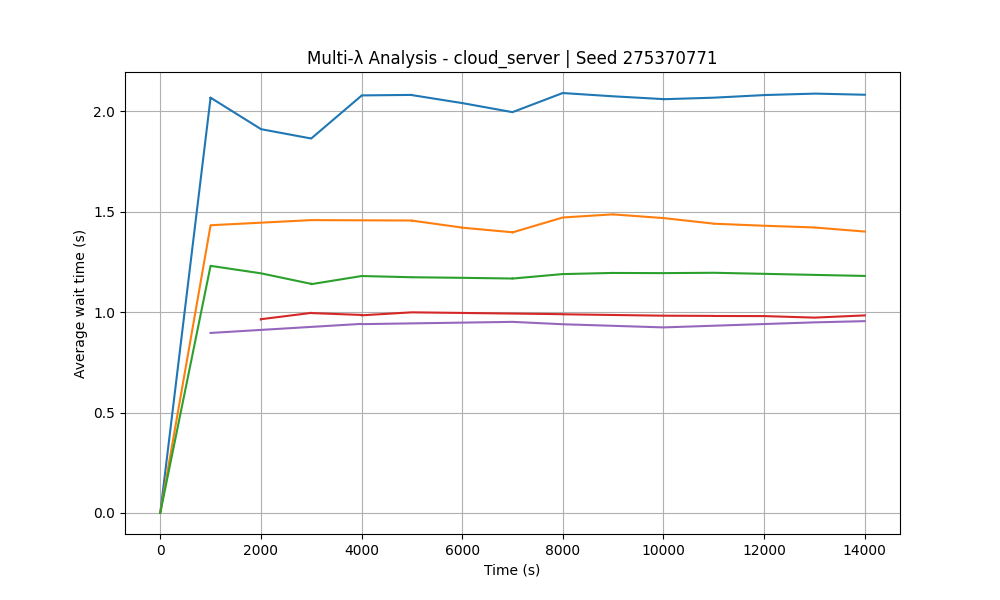 Multi-λ Analysis - cloud_server | Seed 275370771
Average wait time (s)
2.0
1.5
1.0
0.5
0.0
0 2000 4000 6000 8000 10000 12000 14000
Time (s)